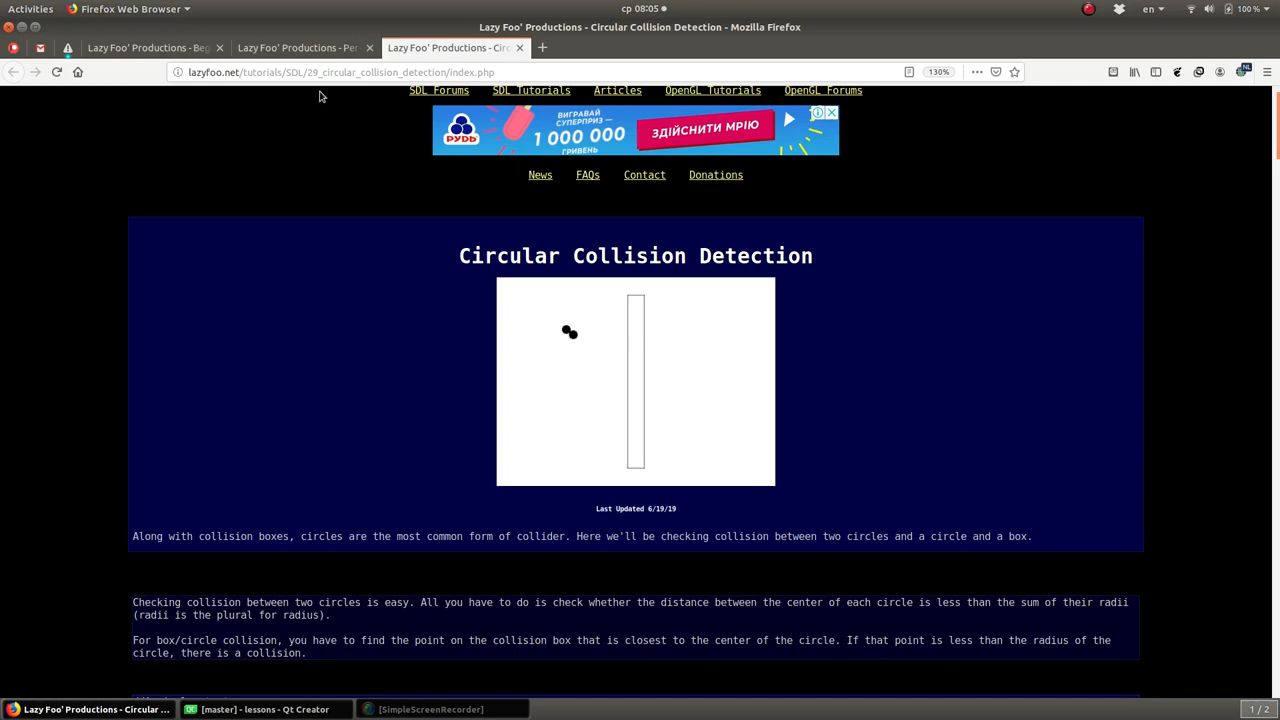 Activities Firefox Web Browser ср 08:05 en 100 %
Lazy Foo' Productions - Circular Collision Detection - Mozilla Firefox
Lazy Foo' Productions - Beg Lazy Foo' Productions - Per Lazy Foo' Productions - Circ
lazyfoo.net/tutorials/SDL/29_circular_collision_detection/index.php 130% NL
SDL Forums SDL Tutorials Articles OpenGL Tutorials OpenGL Forums
РУДЬ
ВИГРАВАЙ
СУПЕРПРИЗ —
1 000 000
ГРИВЕНЬ
ЗДІЙСНИТИ МРІЮ
News FAQs Contact Donations
Circular Collision Detection
Last Updated 6/19/19
Along with collision boxes, circles are the most common form of collider. Here we'll be checking collision between two circles and a circle and a box.
Checking collision between two circles is easy. All you have to do is check whether the distance between the center of each circle is less than the sum of their radii
(radii is the plural for radius).
For box/circle collision, you have to find the point on the collision box that is closest to the center of the circle. If that point is less than the radius of the
circle, there is a collision.
Lazy Foo' Productions - Circular ... QC [master] - lessons - Qt Creator [SimpleScreenRecorder] 1 / 2